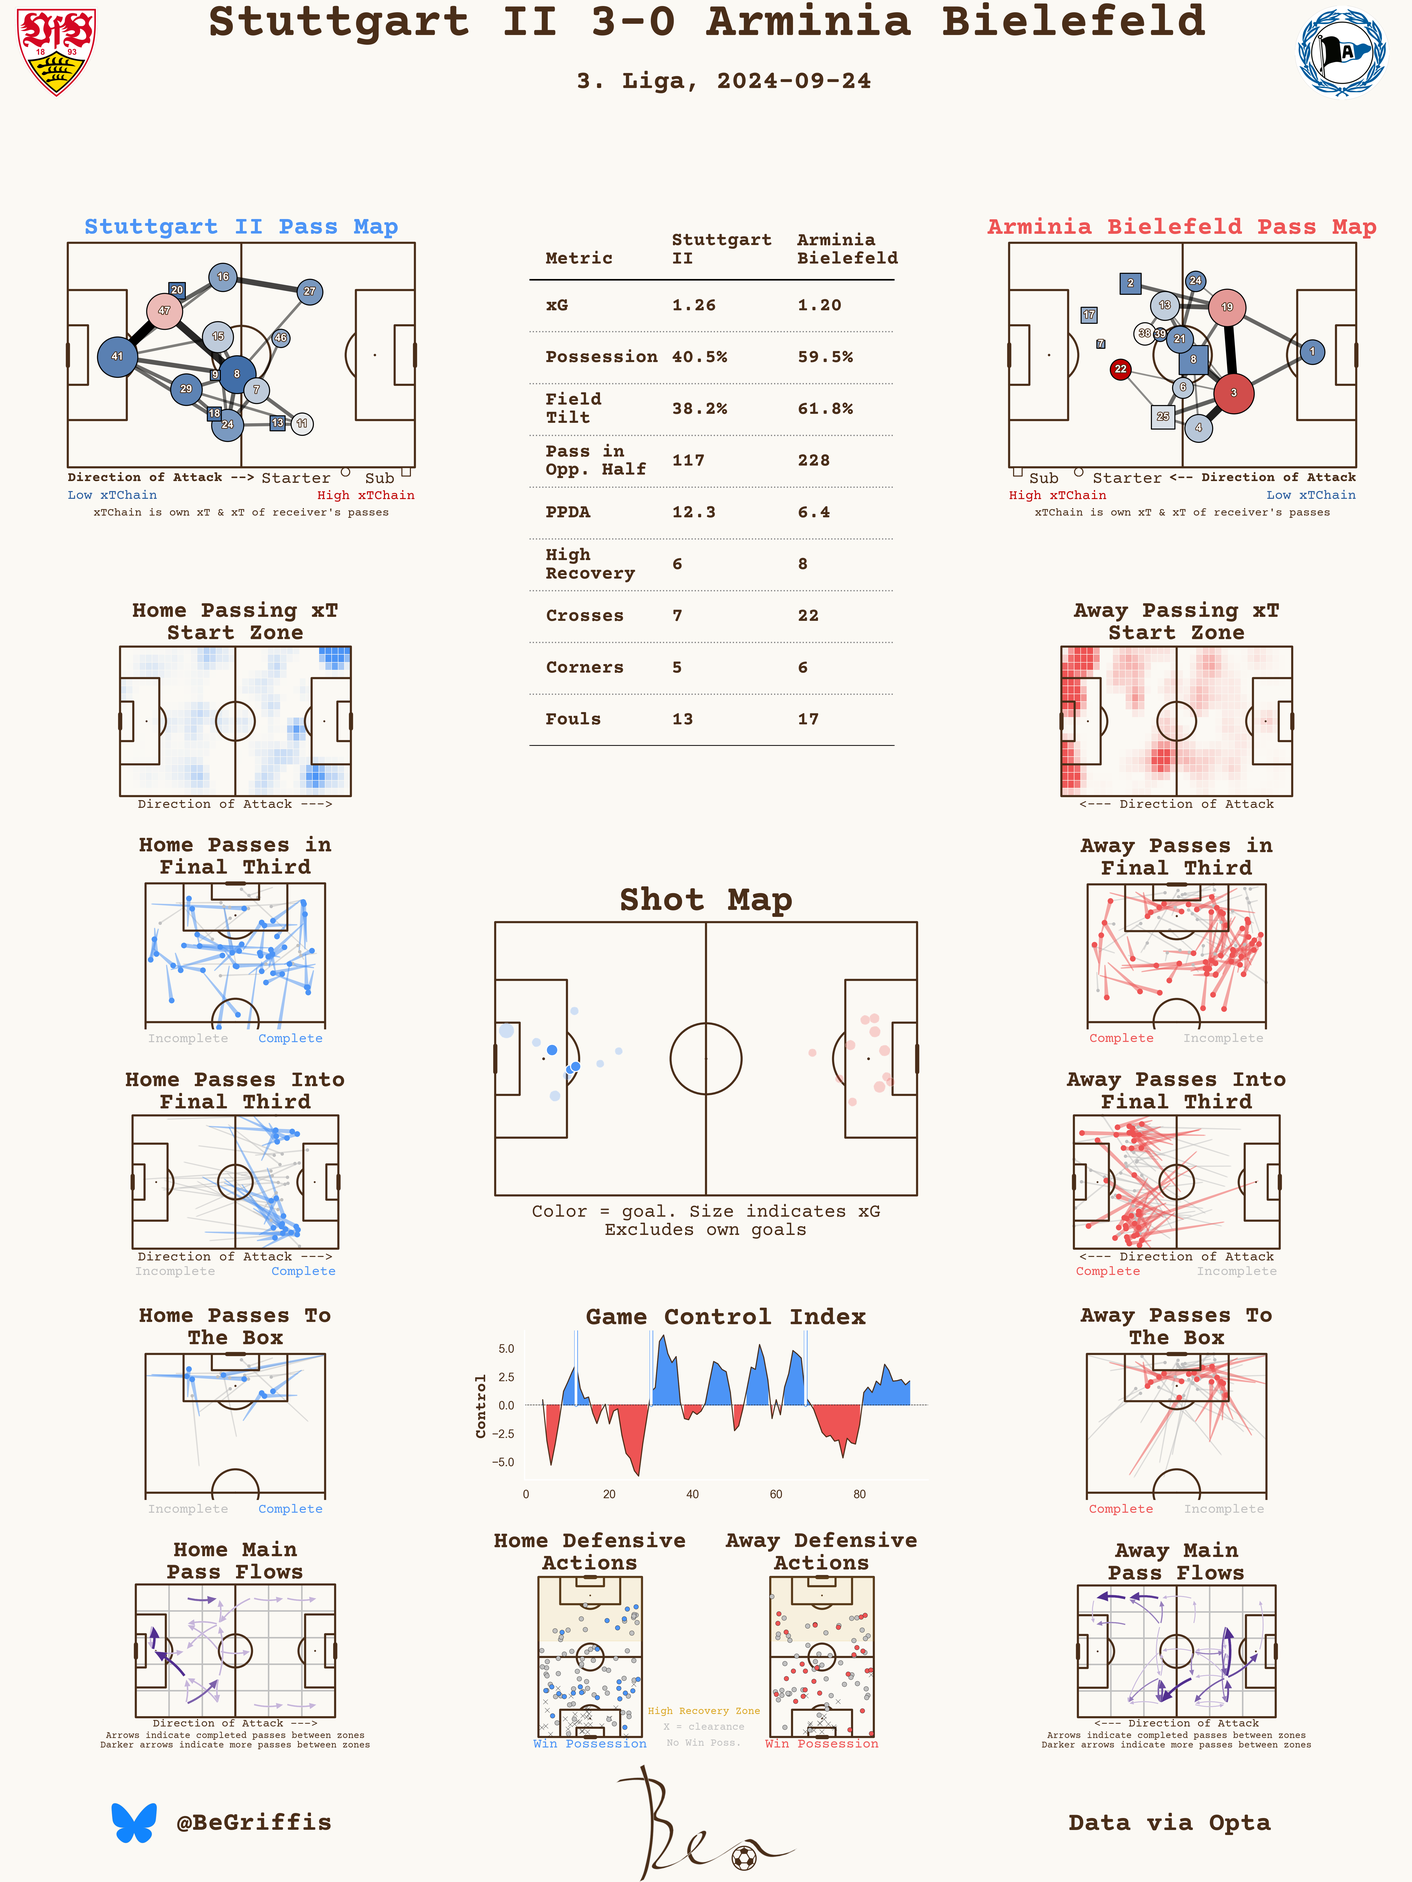 Stuttgart II 3-0 Arminia Bielefeld
3. Liga, 2024-09-24
18 93
A
Stuttgart II Pass Map
20
16
27
47
15
46
41
9
8
29
7
18
24
13
11
Direction of Attack --> Starter Sub
Low xTChain High xTChain
xTChain is own xT & xT of receiver's passes
Metric Stuttgart II Arminia Bielefeld
xG 1.26 1.20
Possession 40.5% 59.5%
Field Tilt 38.2% 61.8%
Pass in Opp. Half 117 228
PPDA 12.3 6.4
High Recovery 6 8
Crosses 7 22
Corners 5 6
Fouls 13 17
Arminia Bielefeld Pass Map
2
24
13
19
17
38
39
21
7
8
1
22
6
3
25
4
Sub Starter <-- Direction of Attack
High xTChain Low xTChain
xTChain is own xT & xT of receiver's passes
Home Passing xT
Start Zone
Direction of Attack --->
Away Passing xT
Start Zone
<--- Direction of Attack
Home Passes in
Final Third
Incomplete Complete
Away Passes in
Final Third
Complete Incomplete
Shot Map
Color = goal. Size indicates xG
Excludes own goals
Home Passes Into
Final Third
Direction of Attack --->
Incomplete Complete
Away Passes Into
Final Third
<--- Direction of Attack
Complete Incomplete
Home Passes To
The Box
Incomplete Complete
Game Control Index
Control
5.0
2.5
0.0
−2.5
−5.0
0 20 40 60 80
Away Passes To
The Box
Complete Incomplete
Home Main
Pass Flows
Direction of Attack --->
Arrows indicate completed passes between zones
Darker arrows indicate more passes between zones
Home Defensive
Actions
Win Possession
Away Defensive
Actions
Win Possession
High Recovery Zone
X = clearance
No Win Poss.
Away Main
Pass Flows
<--- Direction of Attack
Arrows indicate completed passes between zones
Darker arrows indicate more passes between zones
@BeGriffis
Data via Opta